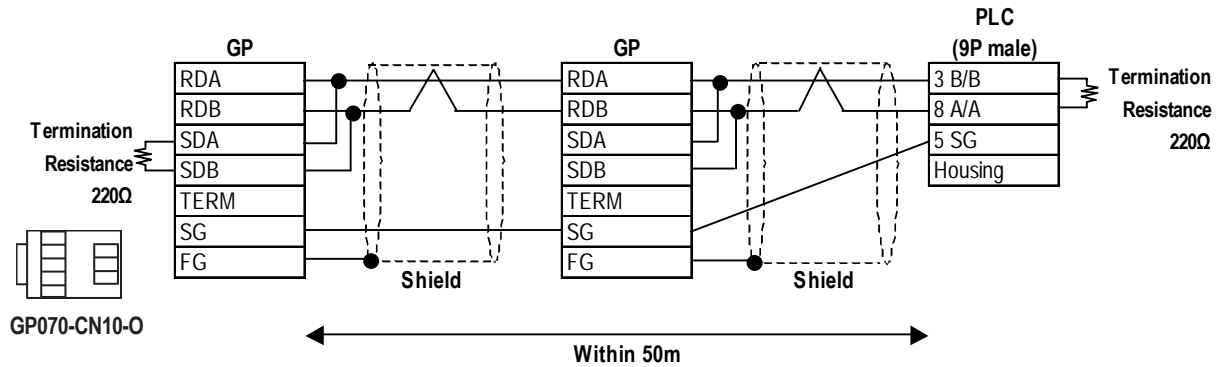 GP
RDA
RDB
SDA
SDB
TERM
SG
FG
Termination
Resistance
220Ω
GP070-CN10-O
Shield
GP
RDA
RDB
SDA
SDB
TERM
SG
FG
Shield
PLC
(9P male)
3 B/B
8 A/A
5 SG
Housing
Termination
Resistance
220Ω
Within 50m